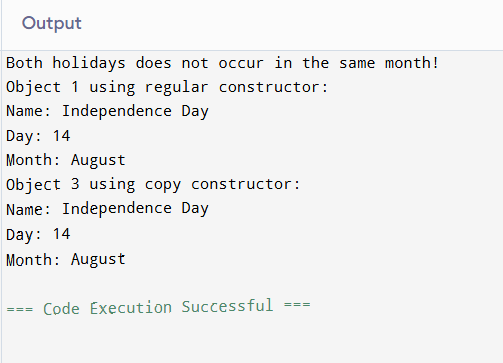 Output
Both holidays does not occur in the same month!
Object 1 using regular constructor:
Name: Independence Day
Day: 14
Month: August
Object 3 using copy constructor:
Name: Independence Day
Day: 14
Month: August
=== Code Execution Successful ===